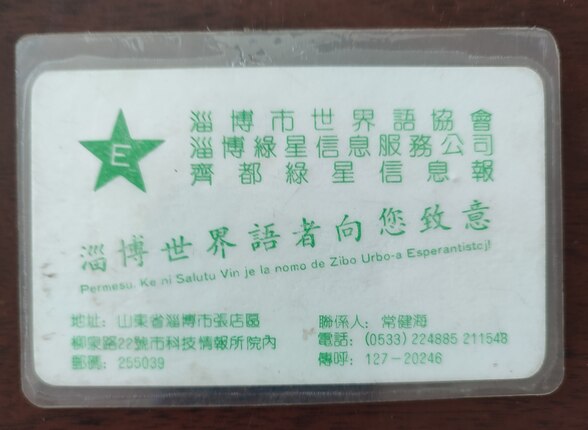 E
淄博市世界語協會
淄博綠星信息服務公司
齊都綠星信息報
淄博世界語者向您致意
Permesu, Ke ni Salutu Vin je la nomo de Zibo Urbo-a Esperantistoj!
地址：山東省淄博市張店區
柳泉路22號市科技情報所院內
郵碼：255039
聯係人：常健海
電話：(0533) 224885 211548
傳呼：127-20246